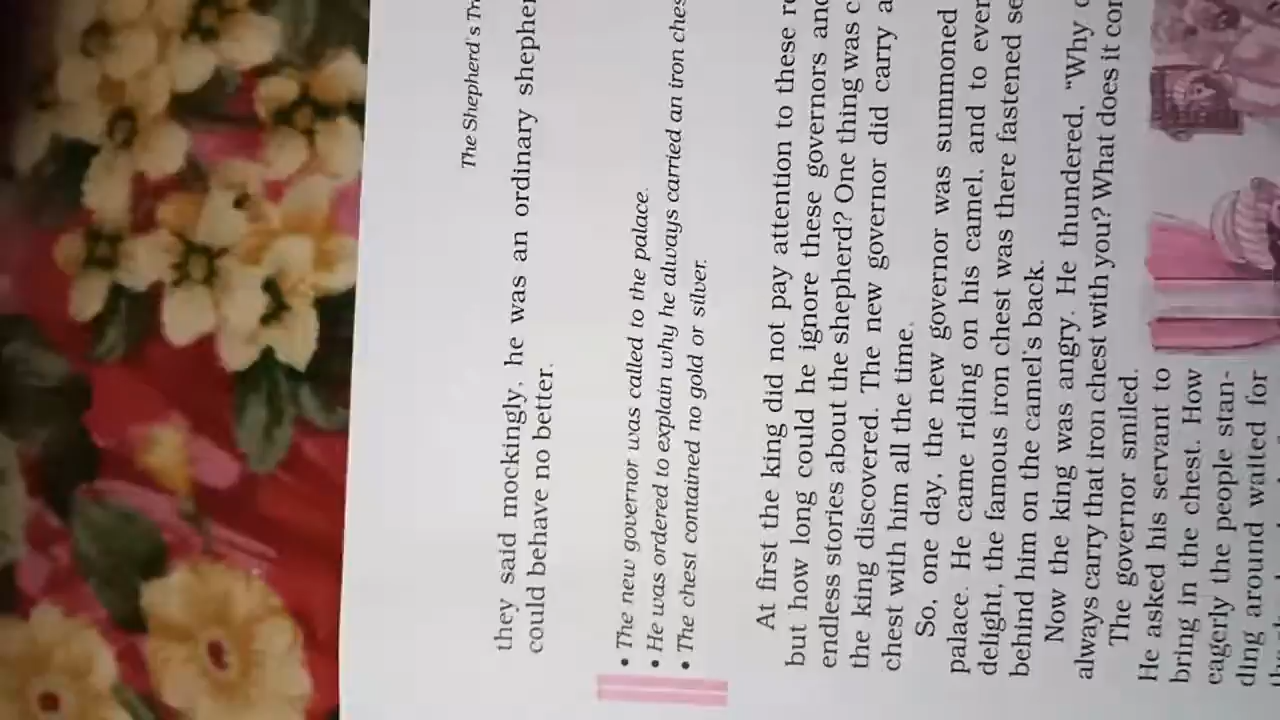 The Shepherd's
they said mockingly, he was an ordinary
could behave no better.
• The new governor was called to the palace.
• He was ordered to explain why he always carried an iron
• The chest contained no gold or silver.
At first the king did not pay attention to these
but how long could he ignore these governors
endless stories about the shepherd? One thing was
the king discovered. The new governor did carry
chest with him all the time.
So, one day, the new governor was summoned
palace. He came riding on his camel, and to
delight, the famous iron chest was there fastened
behind him on the camel's back.
Now the king was angry. He thundered, "Why
always carry that iron chest with you? What does it
The governor smiled.
He asked his servant to
bring in the chest. How
eagerly the people stan-
ding around waited for